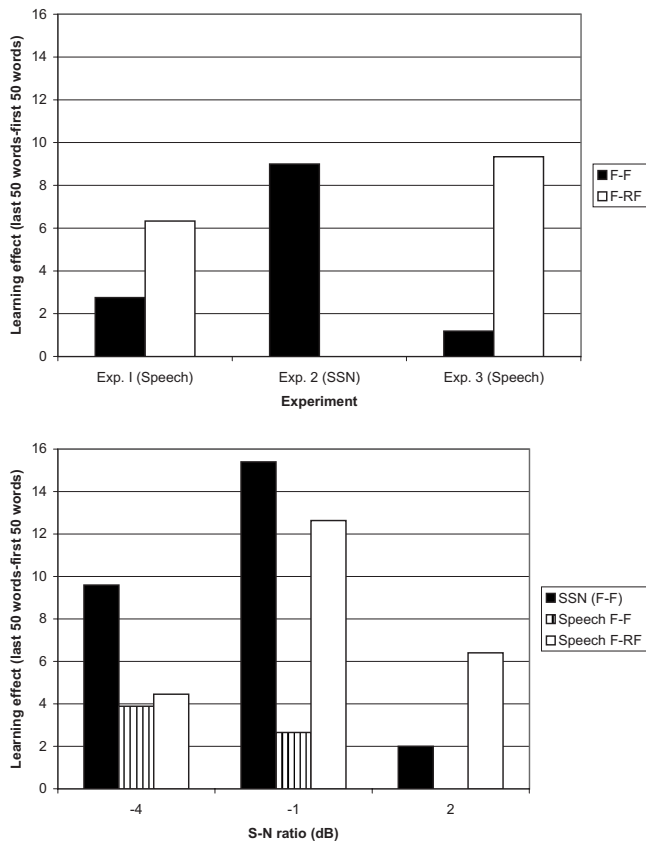 16
14
12
10
8
6
4
2
0
Learning effect (last 50 words-first 50 words)
Exp. I (Speech) Exp. 2 (SSN) Exp. 3 (Speech)
Experiment
F-F
F-RF
16
14
12
10
8
6
4
2
0
Learning effect (last 50 words-first 50 words)
-4 -1 2
S-N ratio (dB)
SSN (F-F)
Speech F-F
Speech F-RF